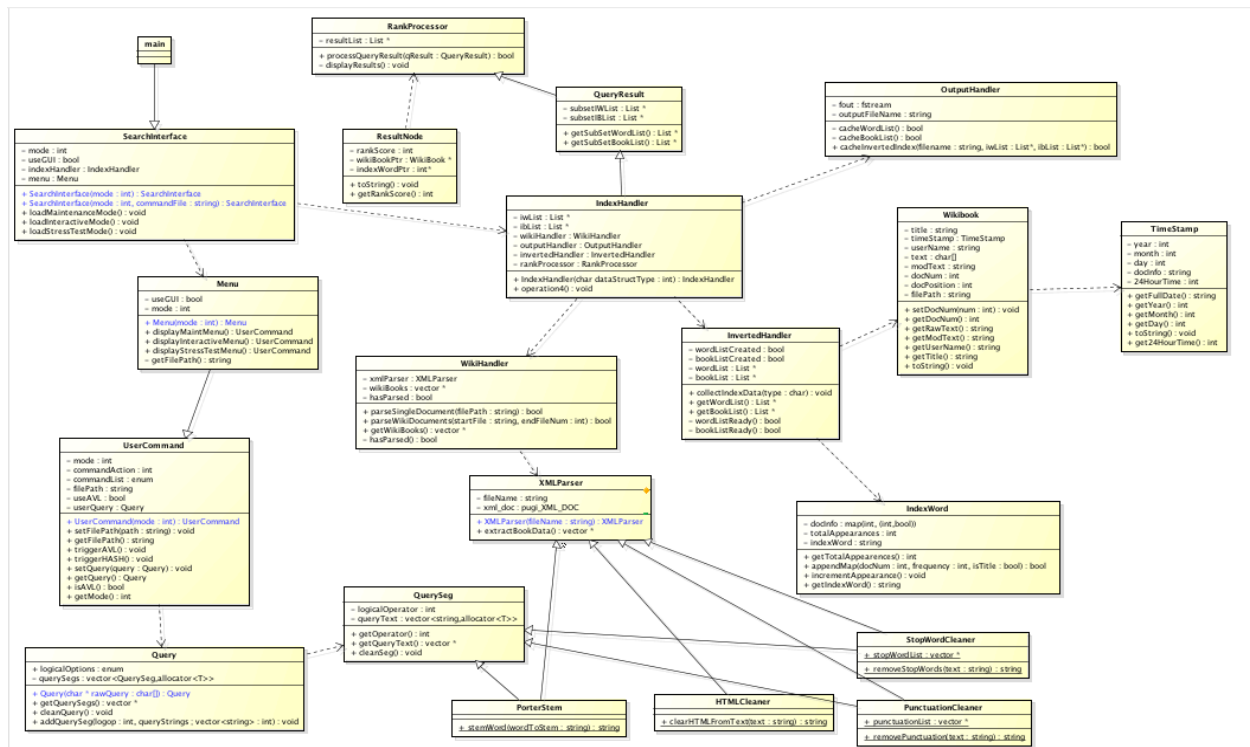 main
RankProcessor
− resultList : List *
+ processQueryResult(qResult : QueryResult) : bool
− displayResults() : void
QueryResult
− subsetIWList : List *
− subsetIBList : List *
+ getSubSetWordList() : List *
+ getSubSetBookList() : List *
OutputHandler
− fout : fstream
− outputFileName : string
− cacheWordList() : bool
− cacheBookList() : bool
+ cacheInvertedIndex(filename : string, iwList : List*, ibList : List*) : bool
SearchInterface
− mode : int
− useGUI : bool
− indexHandler : IndexHandler
− menu : Menu
+ SearchInterface(mode : int) : SearchInterface
+ SearchInterface(mode : int, commandFile : string) : SearchInterface
+ loadMaintenanceMode() : void
+ loadInteractiveMode() : void
+ loadStressTestMode() : void
ResultNode
− rankScore : int
− wikiBookPtr : WikiBook *
− indexWordPtr : int*
+ toString() : void
+ getRankScore() : int
IndexHandler
− iwList : List *
− ibList : List *
− wikiHandler : WikiHandler
− outputHandler : OutputHandler
− invertedHandler : InvertedHandler
− rankProcessor : RankProcessor
+ IndexHandler(char dataStructType : int) : IndexHandler
+ operation4() : void
Wikibook
− title : string
− timeStamp : TimeStamp
− userName : string
− text : char[]
− modText : string
− docNum : int
− docPosition : int
− filePath : string
+ setDocNum(num : int) : void
+ getDocNum() : int
+ getRawText() : string
+ getModText() : string
+ getUserName() : string
+ getTitle() : string
+ toString() : void
TimeStamp
− year : int
− month : int
− day : int
− docInfo : string
− 24HourTime : int
+ getFullDate() : string
+ getYear() : int
+ getMonth() : int
+ getDay() : int
+ toString() : void
+ get24HourTime() : int
Menu
− useGUI : bool
− mode : int
+ Menu(mode : int) : Menu
+ displayMaintMenu() : UserCommand
+ displayInteractiveMenu() : UserCommand
+ displayStressTestMenu() : UserCommand
− getFilePath() : string
WikiHandler
− xmlParser : XMLParser
− wikiBooks : vector *
− hasParsed : bool
+ parseSingleDocument(filePath : string) : bool
+ parseWikiDocuments(startFile : string, endFileNum : int) : bool
+ getWikiBooks() : vector *
− hasParsed() : bool
InvertedHandler
− wordListCreated : bool
− bookListCreated : bool
− wordList : List *
− bookList : List *
+ collectIndexData(type : char) : void
+ getWordList() : List *
+ getBookList() : List *
− wordListReady() : bool
− bookListReady() : bool
UserCommand
− mode : int
− commandAction : int
− commandList : enum
− filePath : string
− useAVL : bool
− userQuery : Query
+ UserCommand(mode : int) : UserCommand
+ setFilePath(path : string) : void
+ getFilePath() : string
+ triggerAVL() : void
+ triggerHASH() : void
+ setQuery(query : Query) : void
+ getQuery() : Query
+ isAVL() : bool
+ getMode() : int
XMLParser
− fileName : string
− xml_doc : pugi_XML_DOC
+ XMLParser(fileName : string) : XMLParser
+ extractBookData() : vector *
IndexWord
− docInfo : map(int, (int,bool))
− totalAppearances : int
− indexWord : string
+ getTotalAppearences() : int
+ appendMap(docNum : int, frequency : int, isTitle : bool) : bool
+ incrementAppearance() : void
+ getIndexWord() : string
QuerySeg
− logicalOperator : int
− queryText : vector<string,allocator<T>>
+ getOperator() : int
+ getQueryText() : vector *
+ cleanSeg() : void
StopWordCleaner
+ stopWordList : vector *
+ removeStopWords(text : string) : string
Query
+ logicalOptions : enum
− querySegs : vector<QuerySeg,allocator<T>>
+ Query(char * rawQuery : char[]) : Query
+ getQuerySegs() : vector *
+ cleanQuery() : void
+ addQuerySeg(logop : int, queryStrings ; vector<string> : int) : void
PorterStem
+ stemWord(wordToStem : string) : string
HTMLCleaner
+ clearHTMLFromText(text : string) : string
PunctuationCleaner
+ punctuationList : vector *
+ removePunctuation(text : string) : string